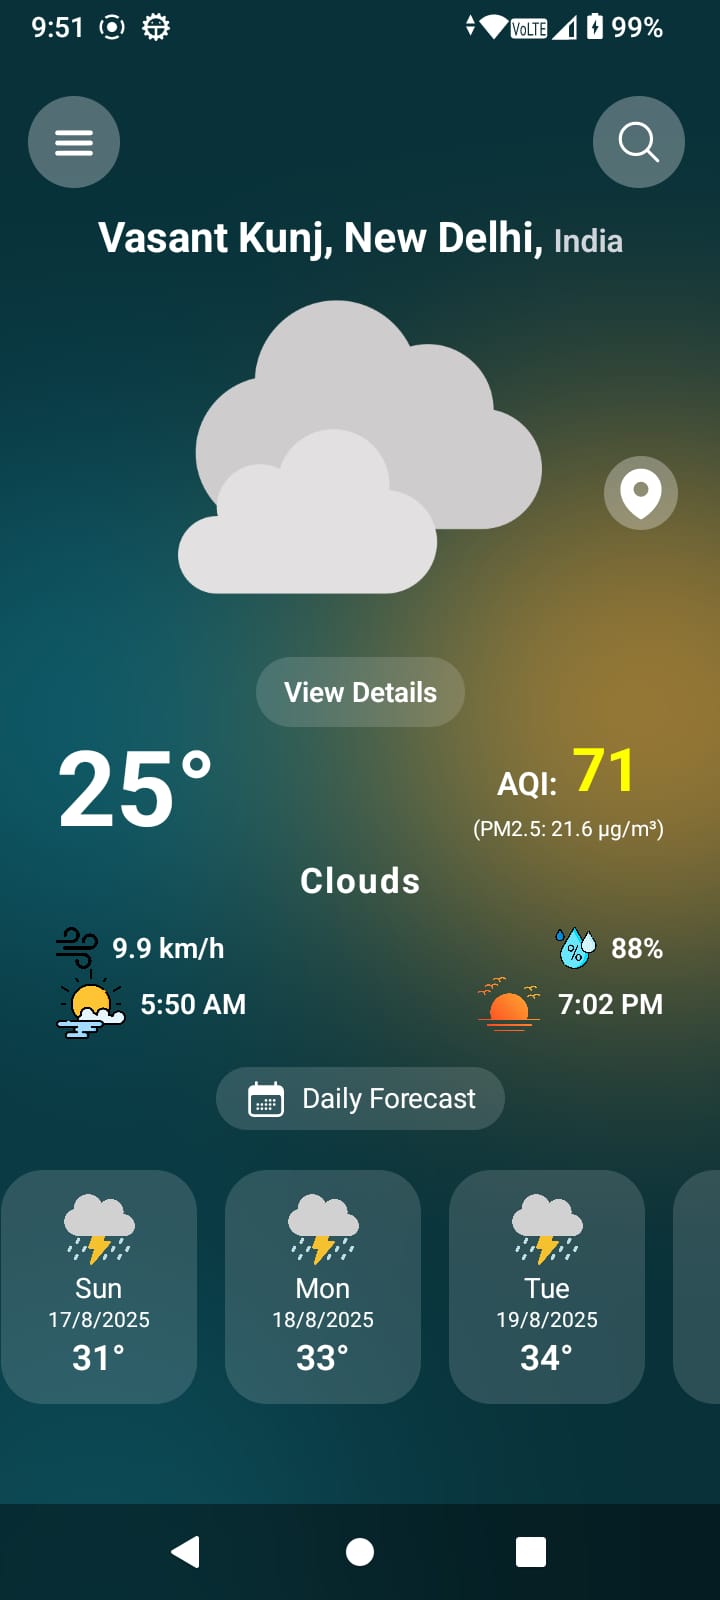 9:51 VoLTE 99%
Vasant Kunj, New Delhi, India
View Details
25° AQI: 71
(PM2.5: 21.6 µg/m³)
Clouds
9.9 km/h % 88%
5:50 AM 7:02 PM
Daily Forecast
Sun Mon Tue
17/8/2025 18/8/2025 19/8/2025
31° 33° 34°